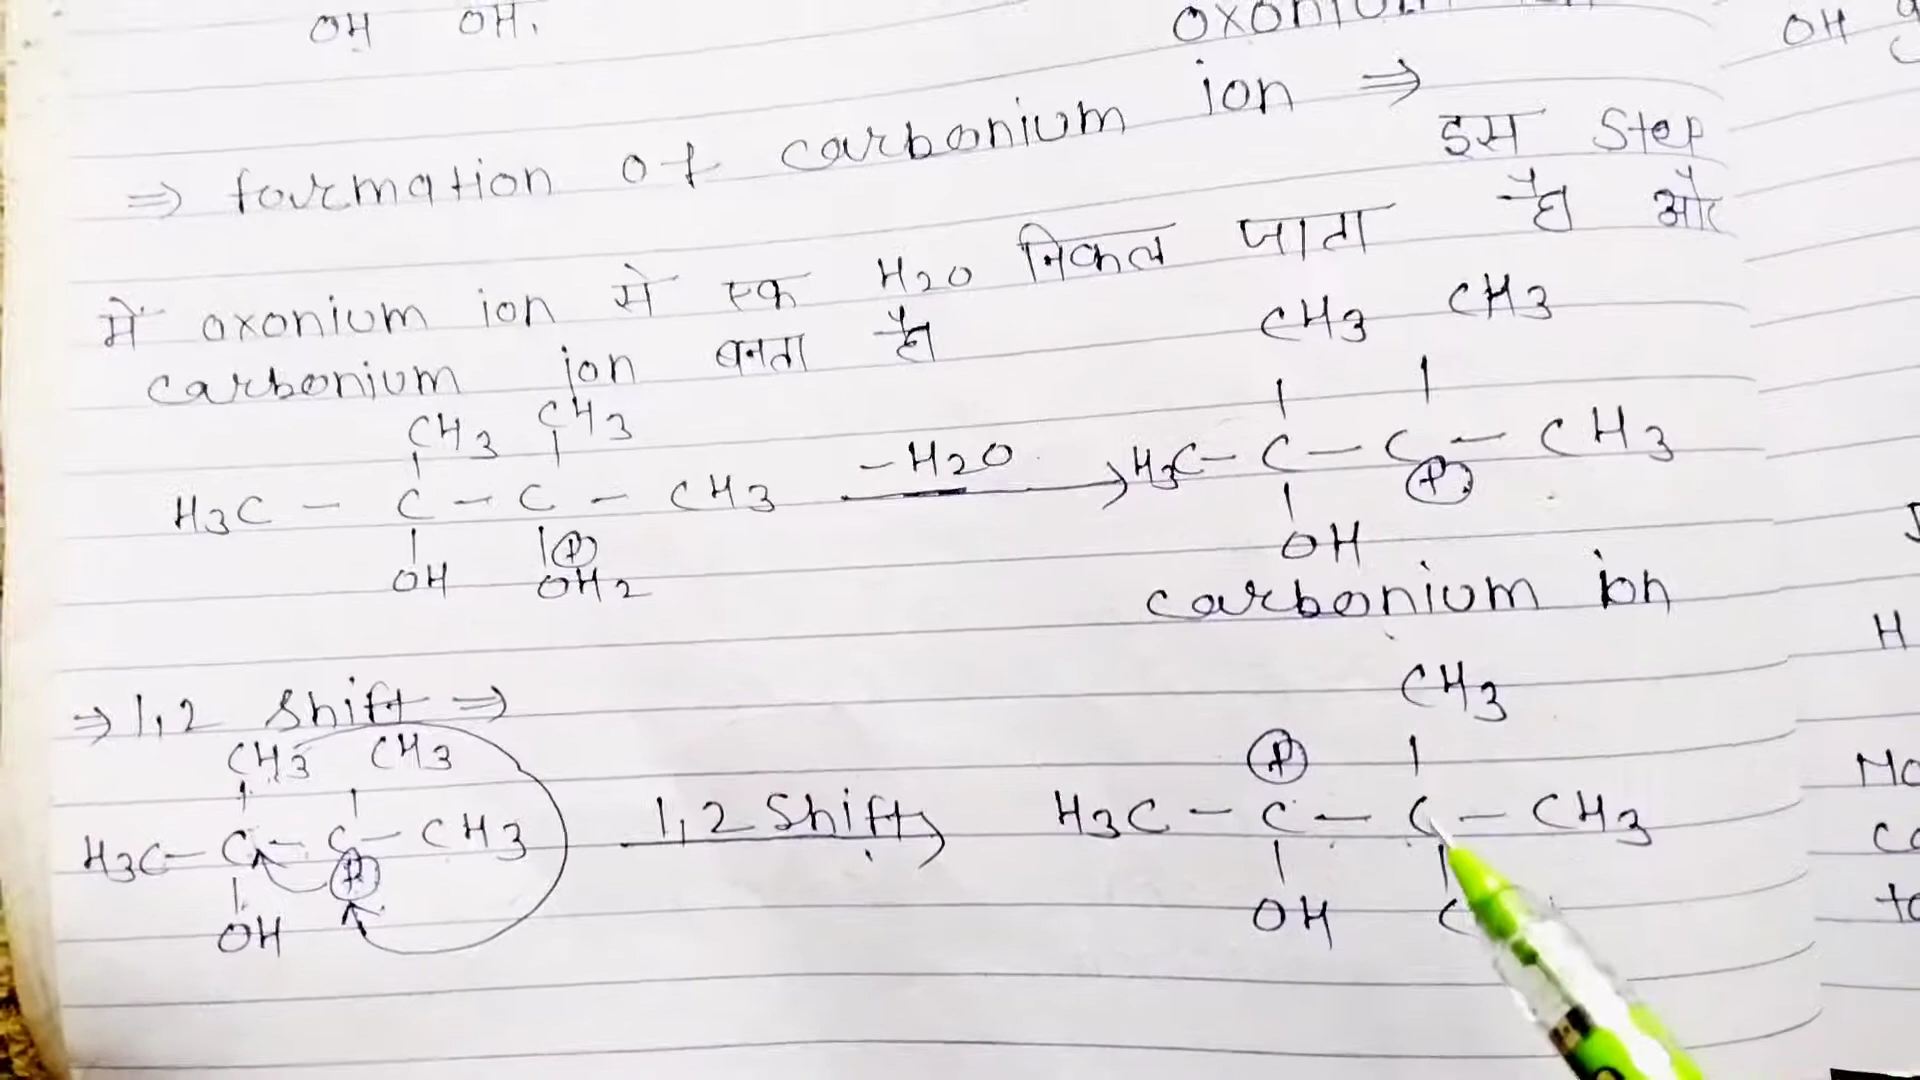 OH OH.
OH
⇒ formation of carbonium ion ⇒
इस Step
में oxonium ion से एक H2O निकल जाता है और
carbonium ion बनता है
CH3 CH3
CH3 CH3
H3C - C - C - CH3 -H2O → H3C - C - C - CH3
⊕ ⊕
OH OH2
OH
carbonium ion
⇒ 1,2 Shift ⇒
CH3
CH3 CH3 ⊕
H3C - C - C - CH3 1,2 Shift → H3C - C - C - CH3
⊕
OH
OH C
H